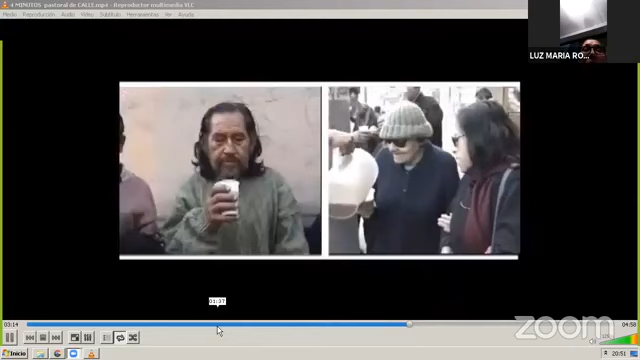 4 MINUTOS pastoral de CALLE.mp4 - Reproductor multimedia VLC
Medio Reproducción Audio Vídeo Subtítulo Herramientas Ver Ayuda
LUZ MARIA RO...
01:37
03:14
04:58
zoom
Inicio
20:51